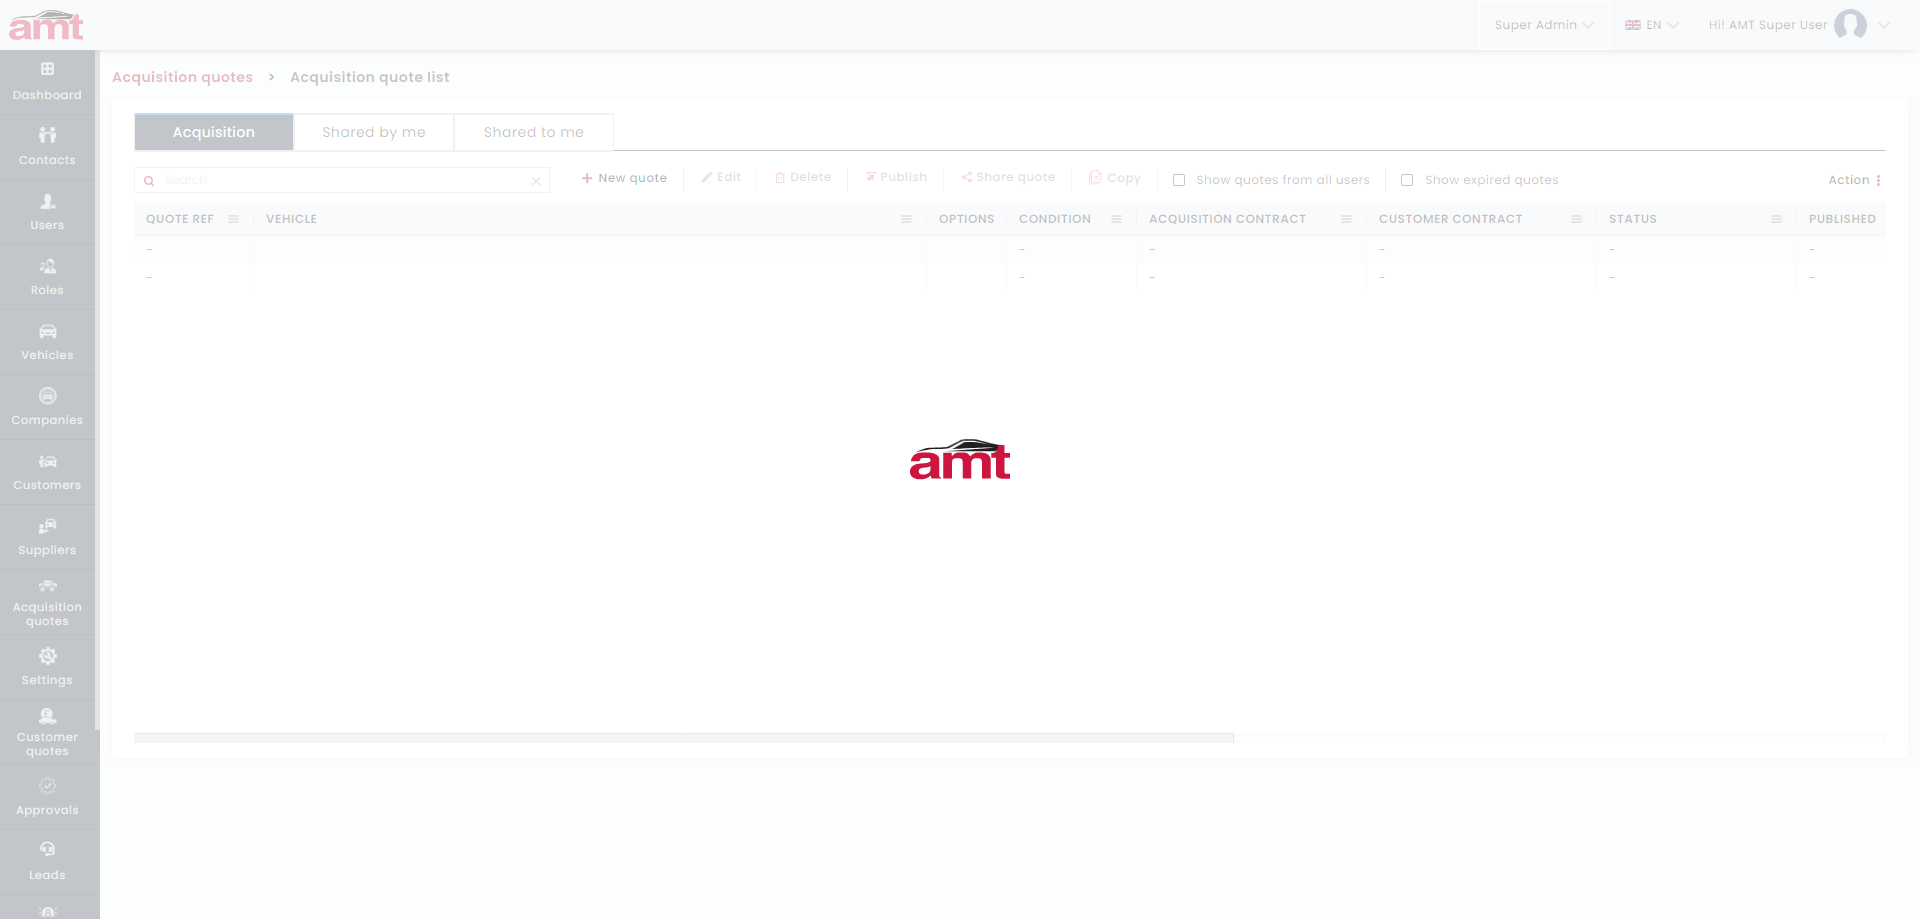 amt
Super Admin
EN
Hi! AMT Super User
Dashboard
Contacts
Users
Roles
Vehicles
Companies
Customers
Suppliers
Acquisition
quotes
Settings
Customer
quotes
Approvals
Leads
Acquisition quotes > Acquisition quote list
Acquisition
Shared by me
Shared to me
Search
New quote
Edit
Delete
Publish
Share quote
Copy
Show quotes from all users
Show expired quotes
Action
QUOTE REF VEHICLE OPTIONS CONDITION ACQUISITION CONTRACT CUSTOMER CONTRACT STATUS PUBLISHED
- - - - - -
- - - - - -
amt